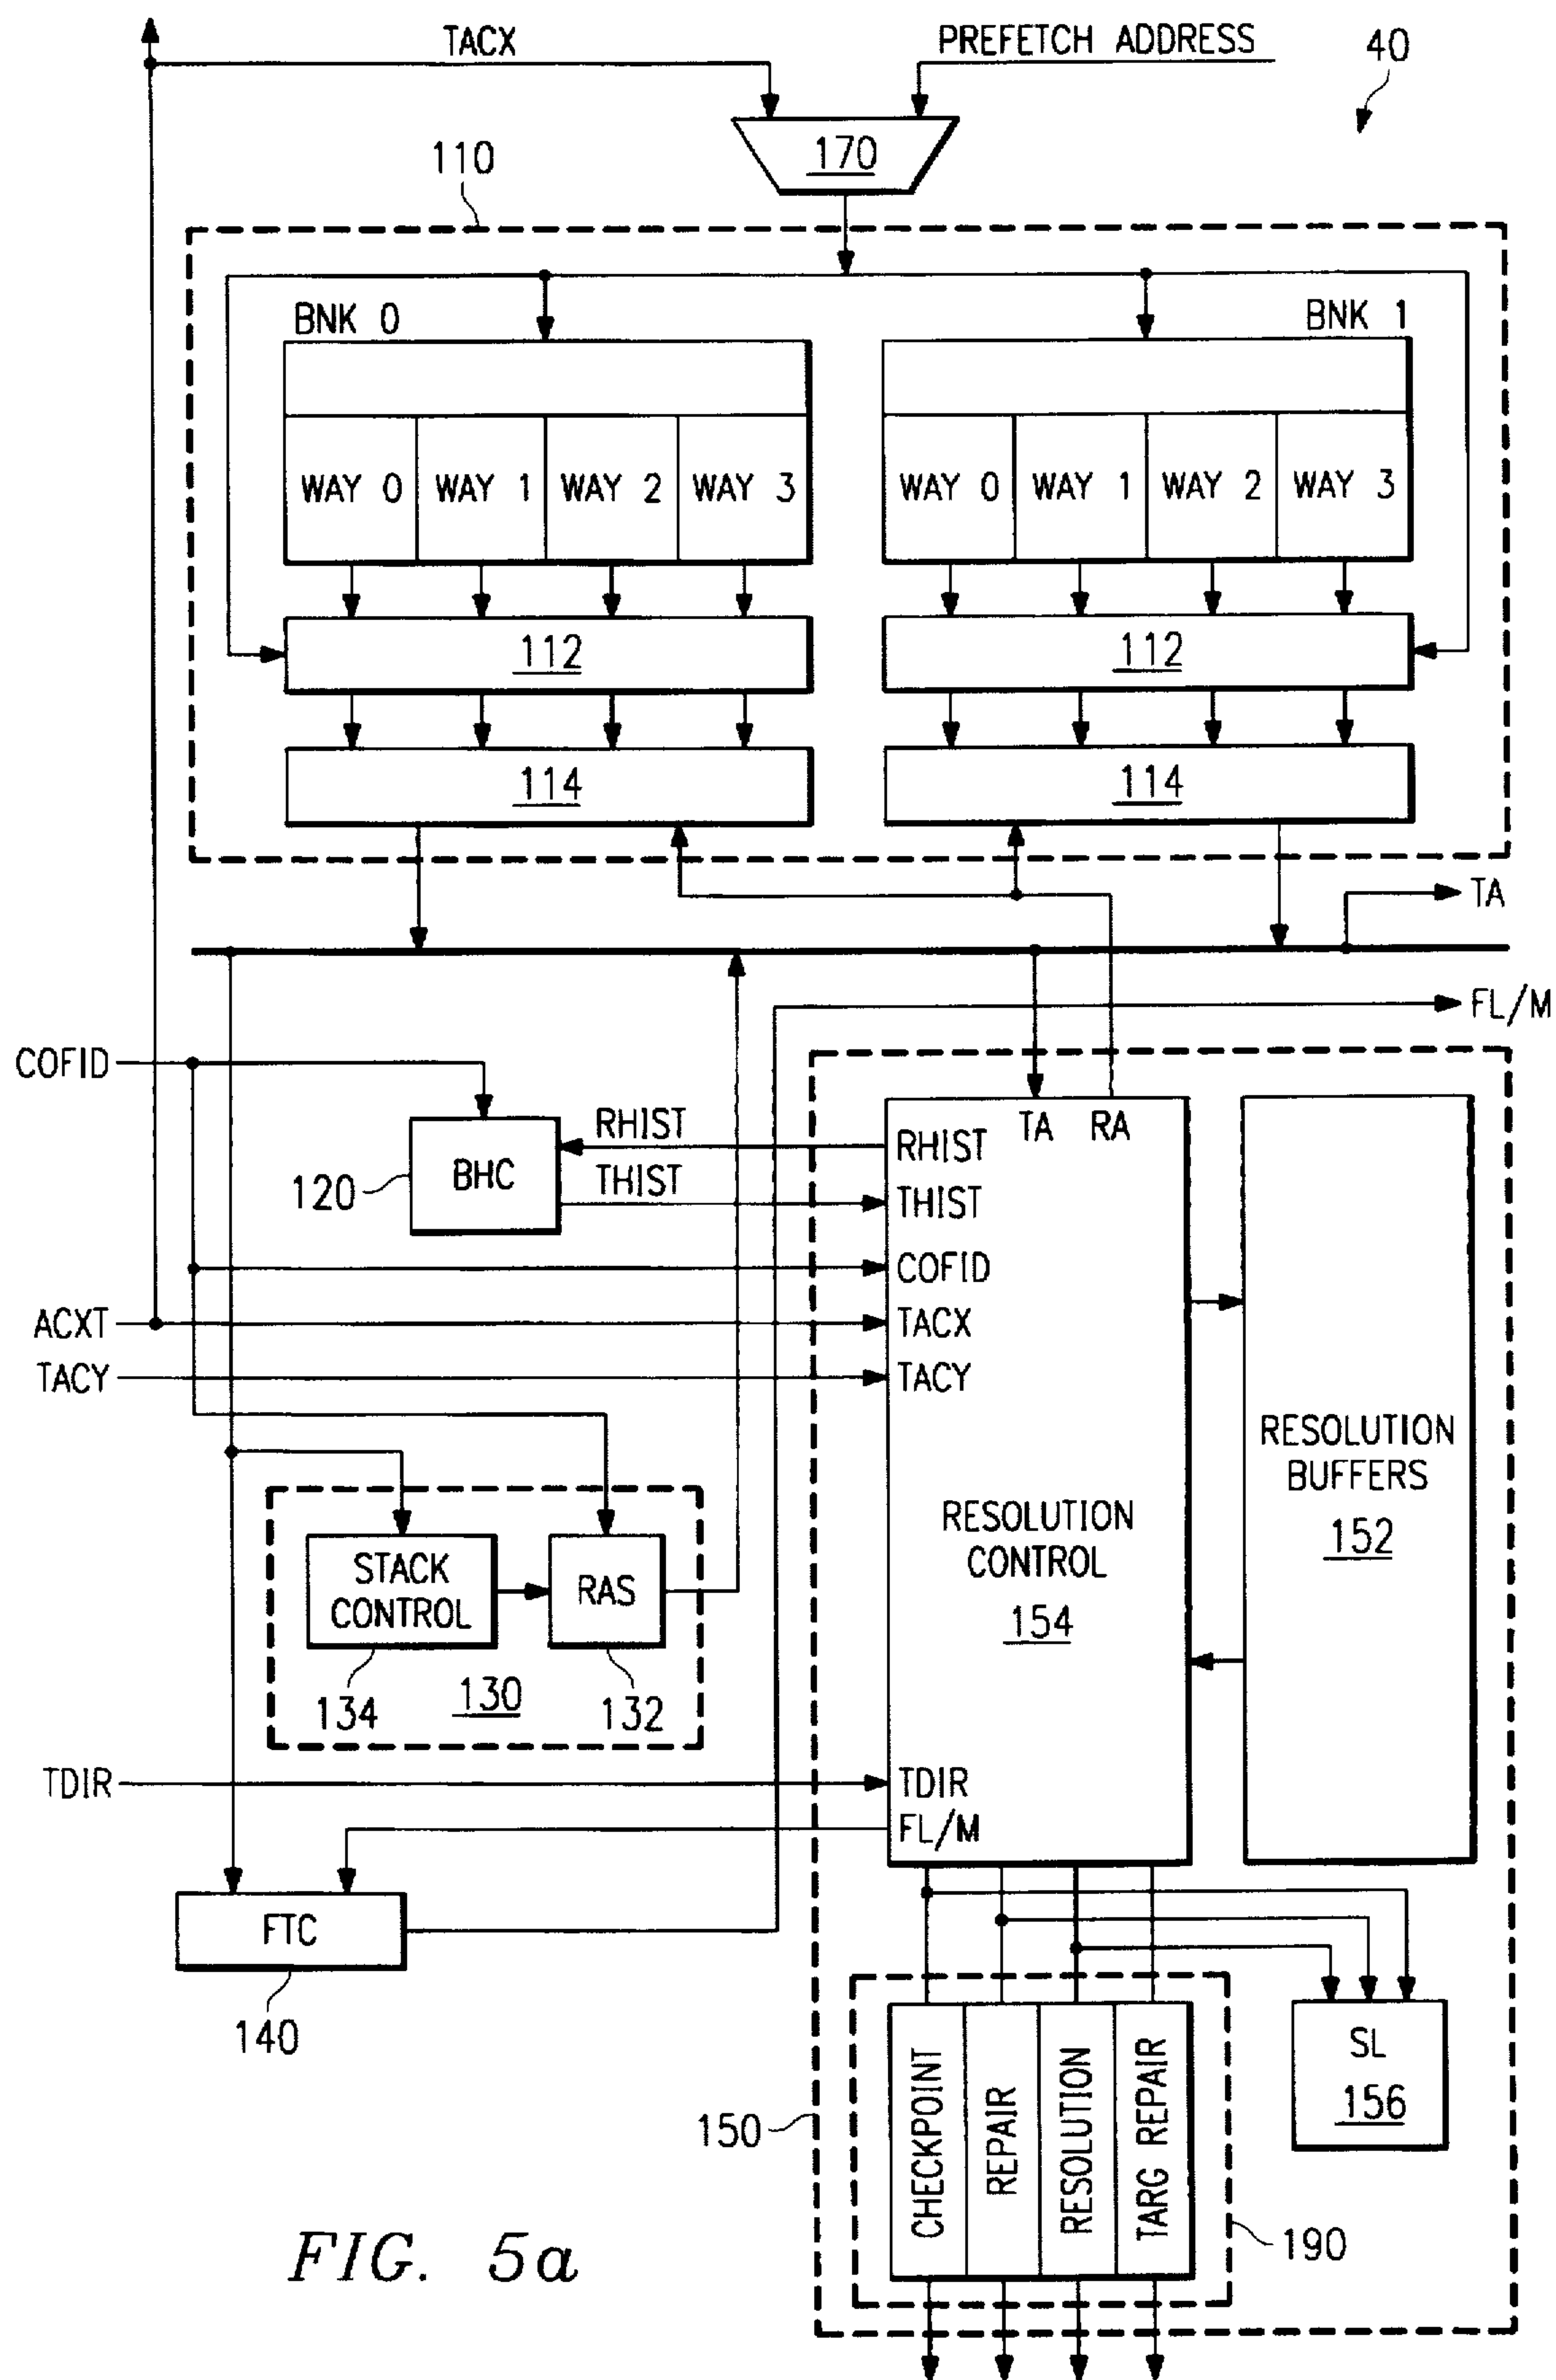 TACX
PREFETCH ADDRESS
40
170
110
BNK 0
BNK 1
WAY 0 WAY 1 WAY 2 WAY 3
WAY 0 WAY 1 WAY 2 WAY 3
112
112
114
114
TA
FL/M
COFID
TA RA
RHIST
RHIST
BHC
120
THIST
THIST
COFID
ACXT
TACX
TACY
TACY
RESOLUTION
BUFFERS
152
RESOLUTION
CONTROL
154
STACK
CONTROL
RAS
134
130
132
TDIR
TDIR
FL/M
FTC
140
CHECKPOINT
REPAIR
RESOLUTION
TARG REPAIR
SL
156
150
190
FIG. 5a